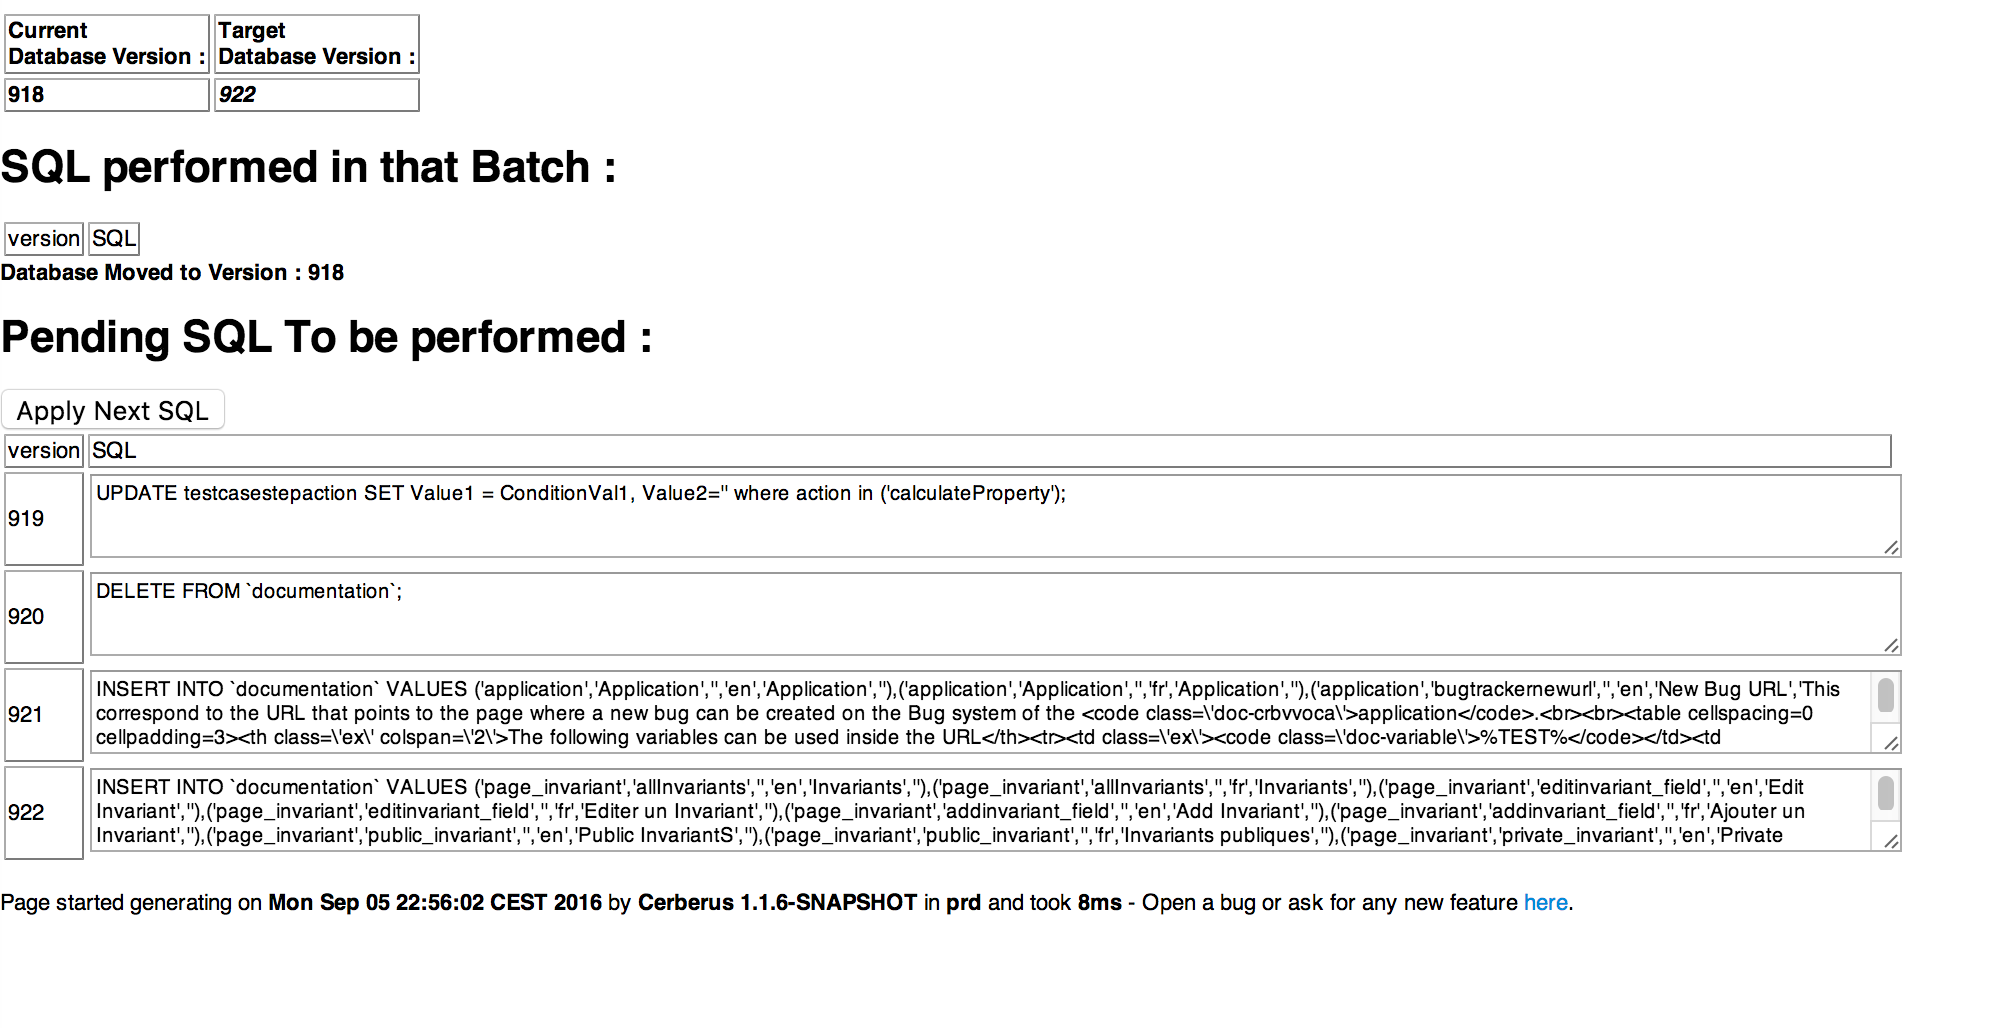 Current
Database Version :
Target
Database Version :
918
922
SQL performed in that Batch :
version
SQL
Database Moved to Version : 918
Pending SQL To be performed :
Apply Next SQL
version
SQL
919
UPDATE testcasestepaction SET Value1 = ConditionVal1, Value2='' where action in ('calculateProperty');
920
DELETE FROM `documentation`;
921
INSERT INTO `documentation` VALUES ('application','Application','','en','Application',''),('application','Application','','fr','Application',''),('application','bugtrackernewurl','','en','New Bug URL','This
correspond to the URL that points to the page where a new bug can be created on the Bug system of the <code class=\'doc-crbvvoca\'>application</code>.<br><br><table cellspacing=0
cellpadding=3><th class=\'ex\' colspan=\'2\'>The following variables can be used inside the URL</th><tr><td class=\'ex\'><code class=\'doc-variable\'>%TEST%</code></td><td
922
INSERT INTO `documentation` VALUES ('page_invariant','allInvariants','','en','Invariants',''),('page_invariant','allInvariants','','fr','Invariants',''),('page_invariant','editinvariant_field','','en','Edit
Invariant',''),('page_invariant','editinvariant_field','','fr','Editer un Invariant',''),('page_invariant','addinvariant_field','','en','Add Invariant',''),('page_invariant','addinvariant_field','','fr','Ajouter un
Invariant',''),('page_invariant','public_invariant','','en','Public InvariantS',''),('page_invariant','public_invariant','','fr','Invariants publiques',''),('page_invariant','private_invariant','','en','Private
Page started generating on Mon Sep 05 22:56:02 CEST 2016 by Cerberus 1.1.6-SNAPSHOT in prd and took 8ms - Open a bug or ask for any new feature here.